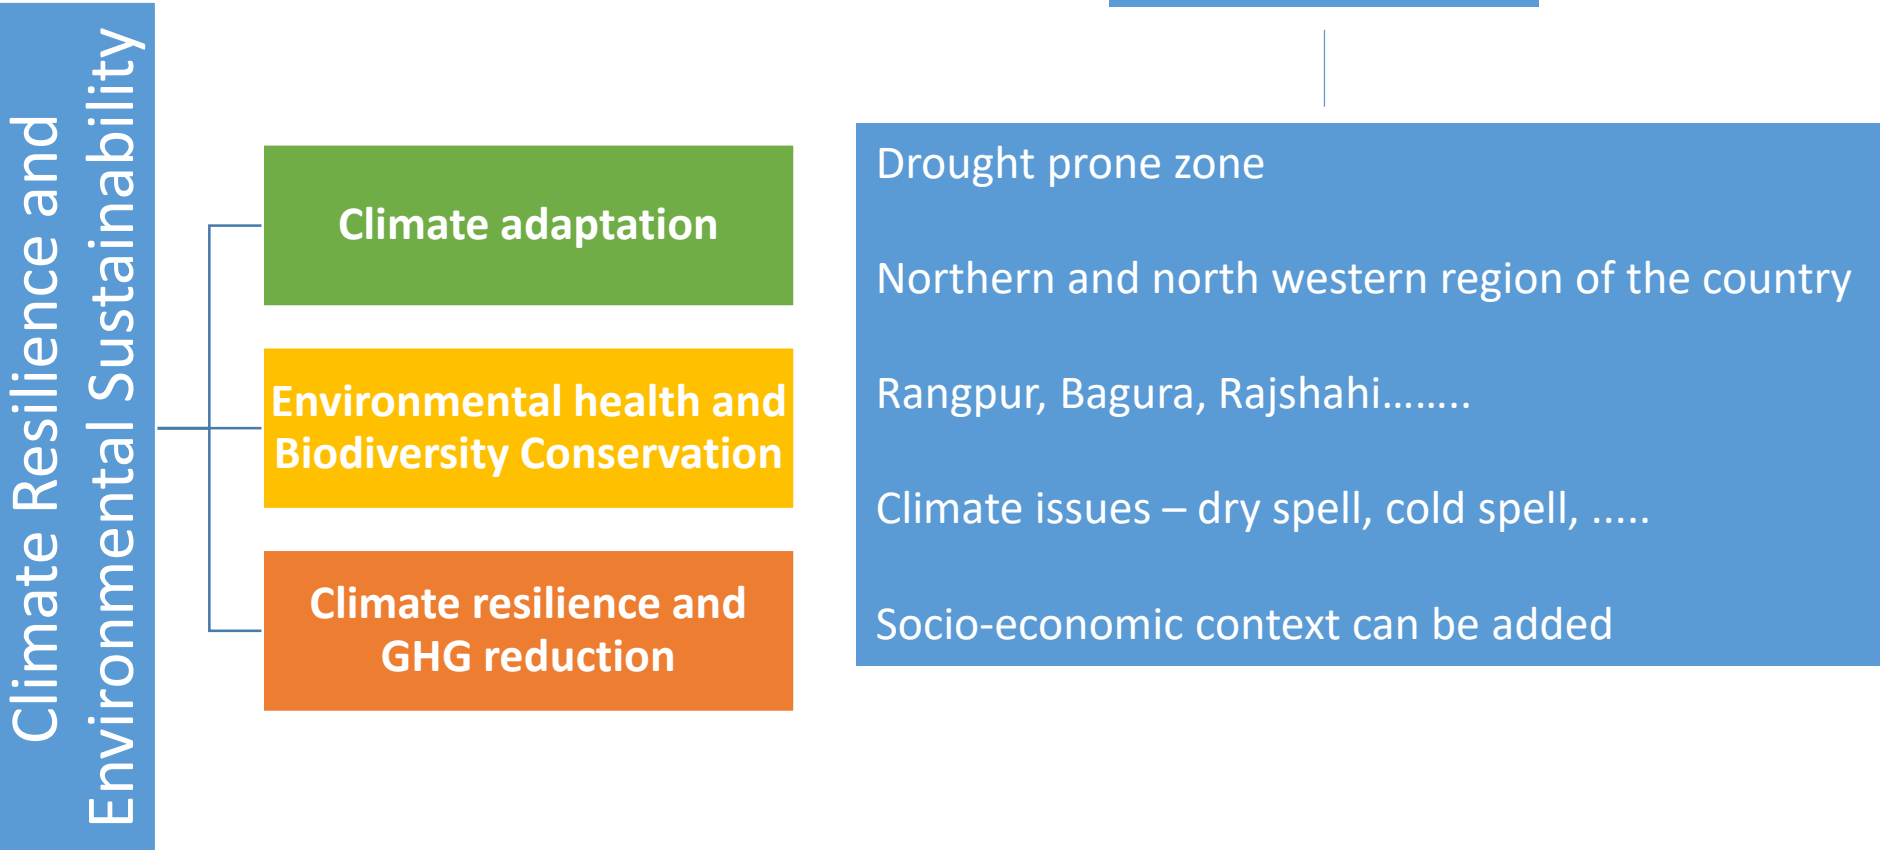 Climate Resilience and
Environmental Sustainability
Climate adaptation
Environmental health and
Biodiversity Conservation
Climate resilience and
GHG reduction
Drought prone zone
Northern and north western region of the country
Rangpur, Bagura, Rajshahi……..
Climate issues – dry spell, cold spell, .....
Socio-economic context can be added